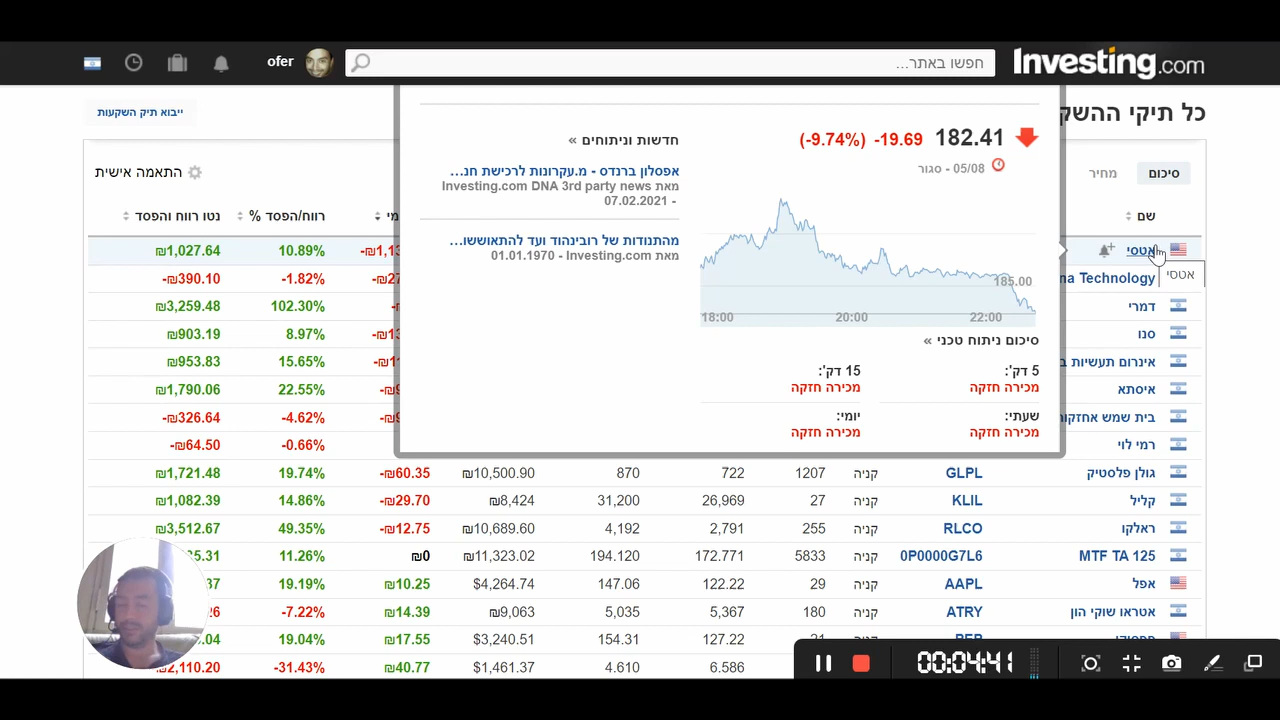 Investing.com
חפשו באתר...
ofer
כל תיקי ההשק
ייבוא תיק השקעות
סיכום
מחיר
התאמה אישית
שם
מי
רווח/הפסד %
נטו רווח והפסד
182.41 -19.69 (-9.74%)
05/08 - סגור
185.00
18:00 20:00 22:00
סיכום ניתוח טכני »
5 דק':
מכירה חזקה
15 דק':
מכירה חזקה
שעתי:
מכירה חזקה
יומי:
מכירה חזקה
חדשות וניתוחים »
אפסלון ברנדס - מ.עקרונות לרכישת חנ...
מאת Investing.com DNA 3rd party news
- 07.02.2021
מהתנודות של רובינהוד ועד להתאוששו...
מאת Investing.com - 01.01.1970
אטסי -₪1,13 10.89% ₪1,027.64
אטסי
na Technology -₪27 -1.82% -₪390.10
דמרי 102.30% ₪3,259.48
סנו -₪13 8.97% ₪903.19
אינרום תעשיות ב 15.65% ₪953.83
איסתא 22.55% ₪1,790.06
בית שמש אחזקות -4.62% -₪326.64
רמי לוי -0.66% -₪64.50
גולן פלסטיק GLPL קניה 1207 722 870 ₪10,500.90 -₪60.35 19.74% ₪1,721.48
קליל KLIL קניה 27 26,969 31,200 ₪8,424 -₪29.70 14.86% ₪1,082.39
ראלקו RLCO קניה 255 2,791 4,192 ₪10,689.60 -₪12.75 49.35% ₪3,512.67
MTF TA 125 0P0000G7L6 קניה 5833 172.771 194.120 ₪11,323.02 ₪0 11.26%
אפל AAPL קניה 29 122.22 147.06 $4,264.74 ₪10.25 19.19%
אטראו שוקי הון ATRY קניה 180 5,367 5,035 ₪9,063 ₪14.39 -7.22%
127.22 154.31 $3,240.51 ₪17.55 19.04%
6.586 4.610 $1,461.37 ₪40.77 -31.43% ₪2,110.20
00:04:41